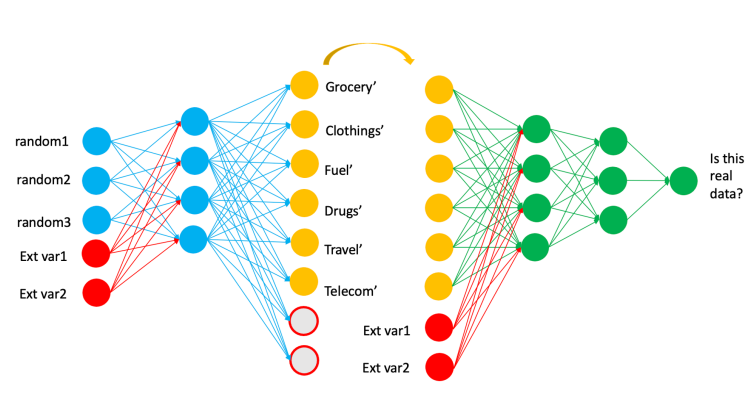 random1
random2
random3
Ext var1
Ext var2
Grocery’
Clothings’
Fuel’
Drugs’
Travel’
Telecom’
Ext var1
Ext var2
Is this
real
data?